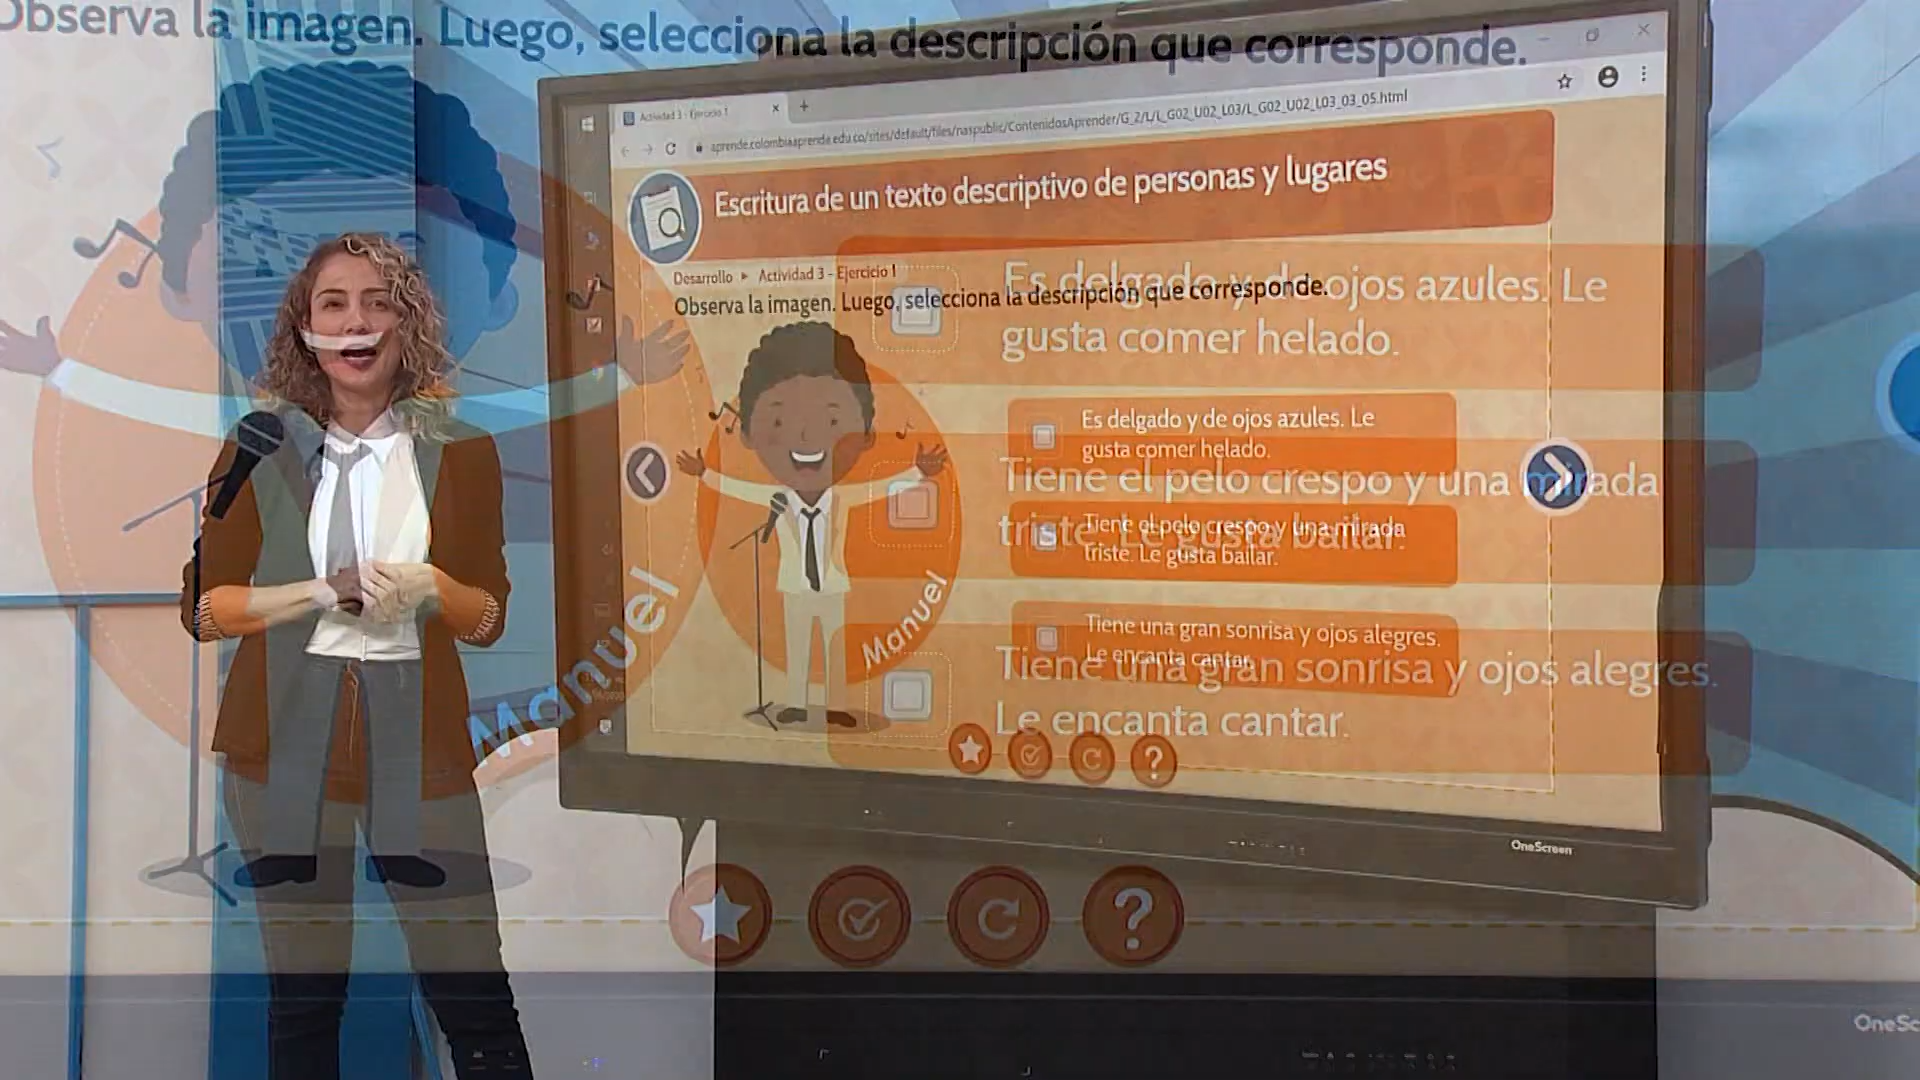 Observa la imagen. Luego, selecciona la descripción que corresponde.
Actividad 3 - Ejercicio 1
aprende.colombiaaprende.edu.co/sites/default/files/naspublic/ContenidosAprender/G_2/L/L_G02_U02_L03/L_G02_U02_L03_03_05.html
Escritura de un texto descriptivo de personas y lugares
Desarrollo ▸ Actividad 3 - Ejercicio 1
Observa la imagen. Luego, selecciona la descripción que corresponde.
Es delgado y de ojos azules. Le
gusta comer helado.
Es delgado y de ojos azules. Le
gusta comer helado.
Tiene el pelo crespo y una mirada
triste. Le gusta bailar.
Tiene el pelo crespo y una mirada
triste. Le gusta bailar.
Tiene una gran sonrisa y ojos alegres.
Le encanta cantar.
Tiene una gran sonrisa y ojos alegres.
Le encanta cantar.
Manuel
Manuel
?
?
OneScreen
OneSc